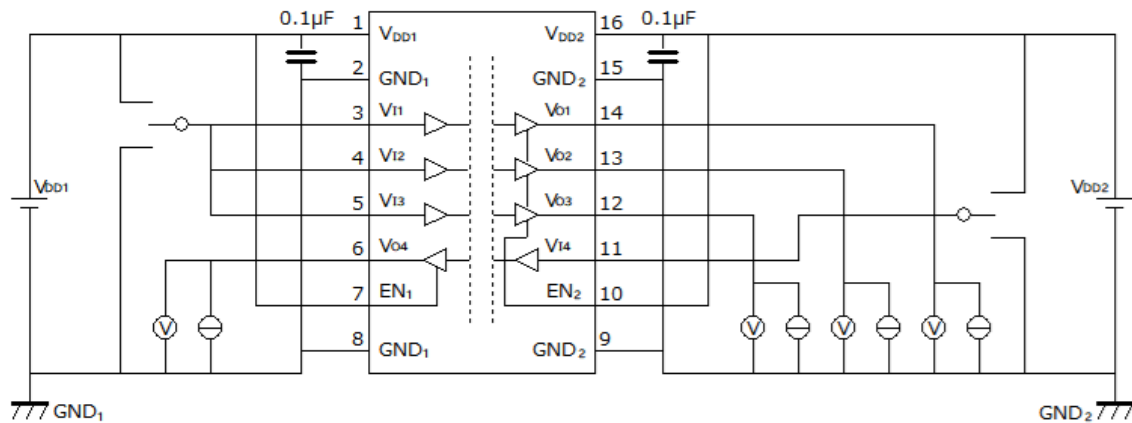 0.1μF 1 16 0.1μF
VDD1 VDD2
2 15
GND1 GND2
3 VI1 VO1 14
4 VI2 VO2 13
VDD1 5 VI3 VO3 12 VDD2
6 VO4 VI4 11
7 EN1 EN2 10
V V V V
8 GND1 GND2 9
GND1 GND2